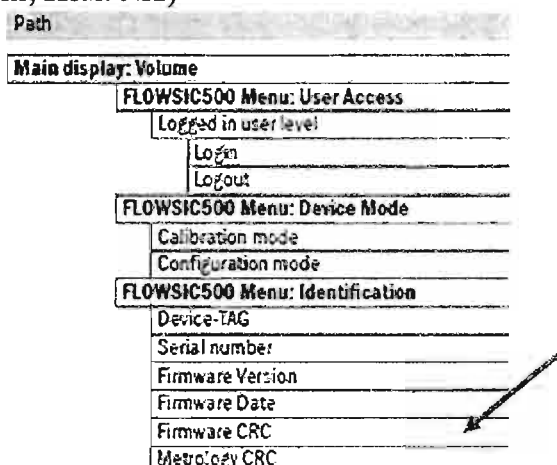 Path
Main display: Volume
FLOWSIC500 Menu: User Access
Logged in user level
Login
Logout
FLOWSIC500 Menu: Device Mode
Calibration mode
Configuration mode
FLOWSIC500 Menu: Identification
Device-TAG
Serial number
Firmware Version
Firmware Date
Firmware CRC
Metrology CRC